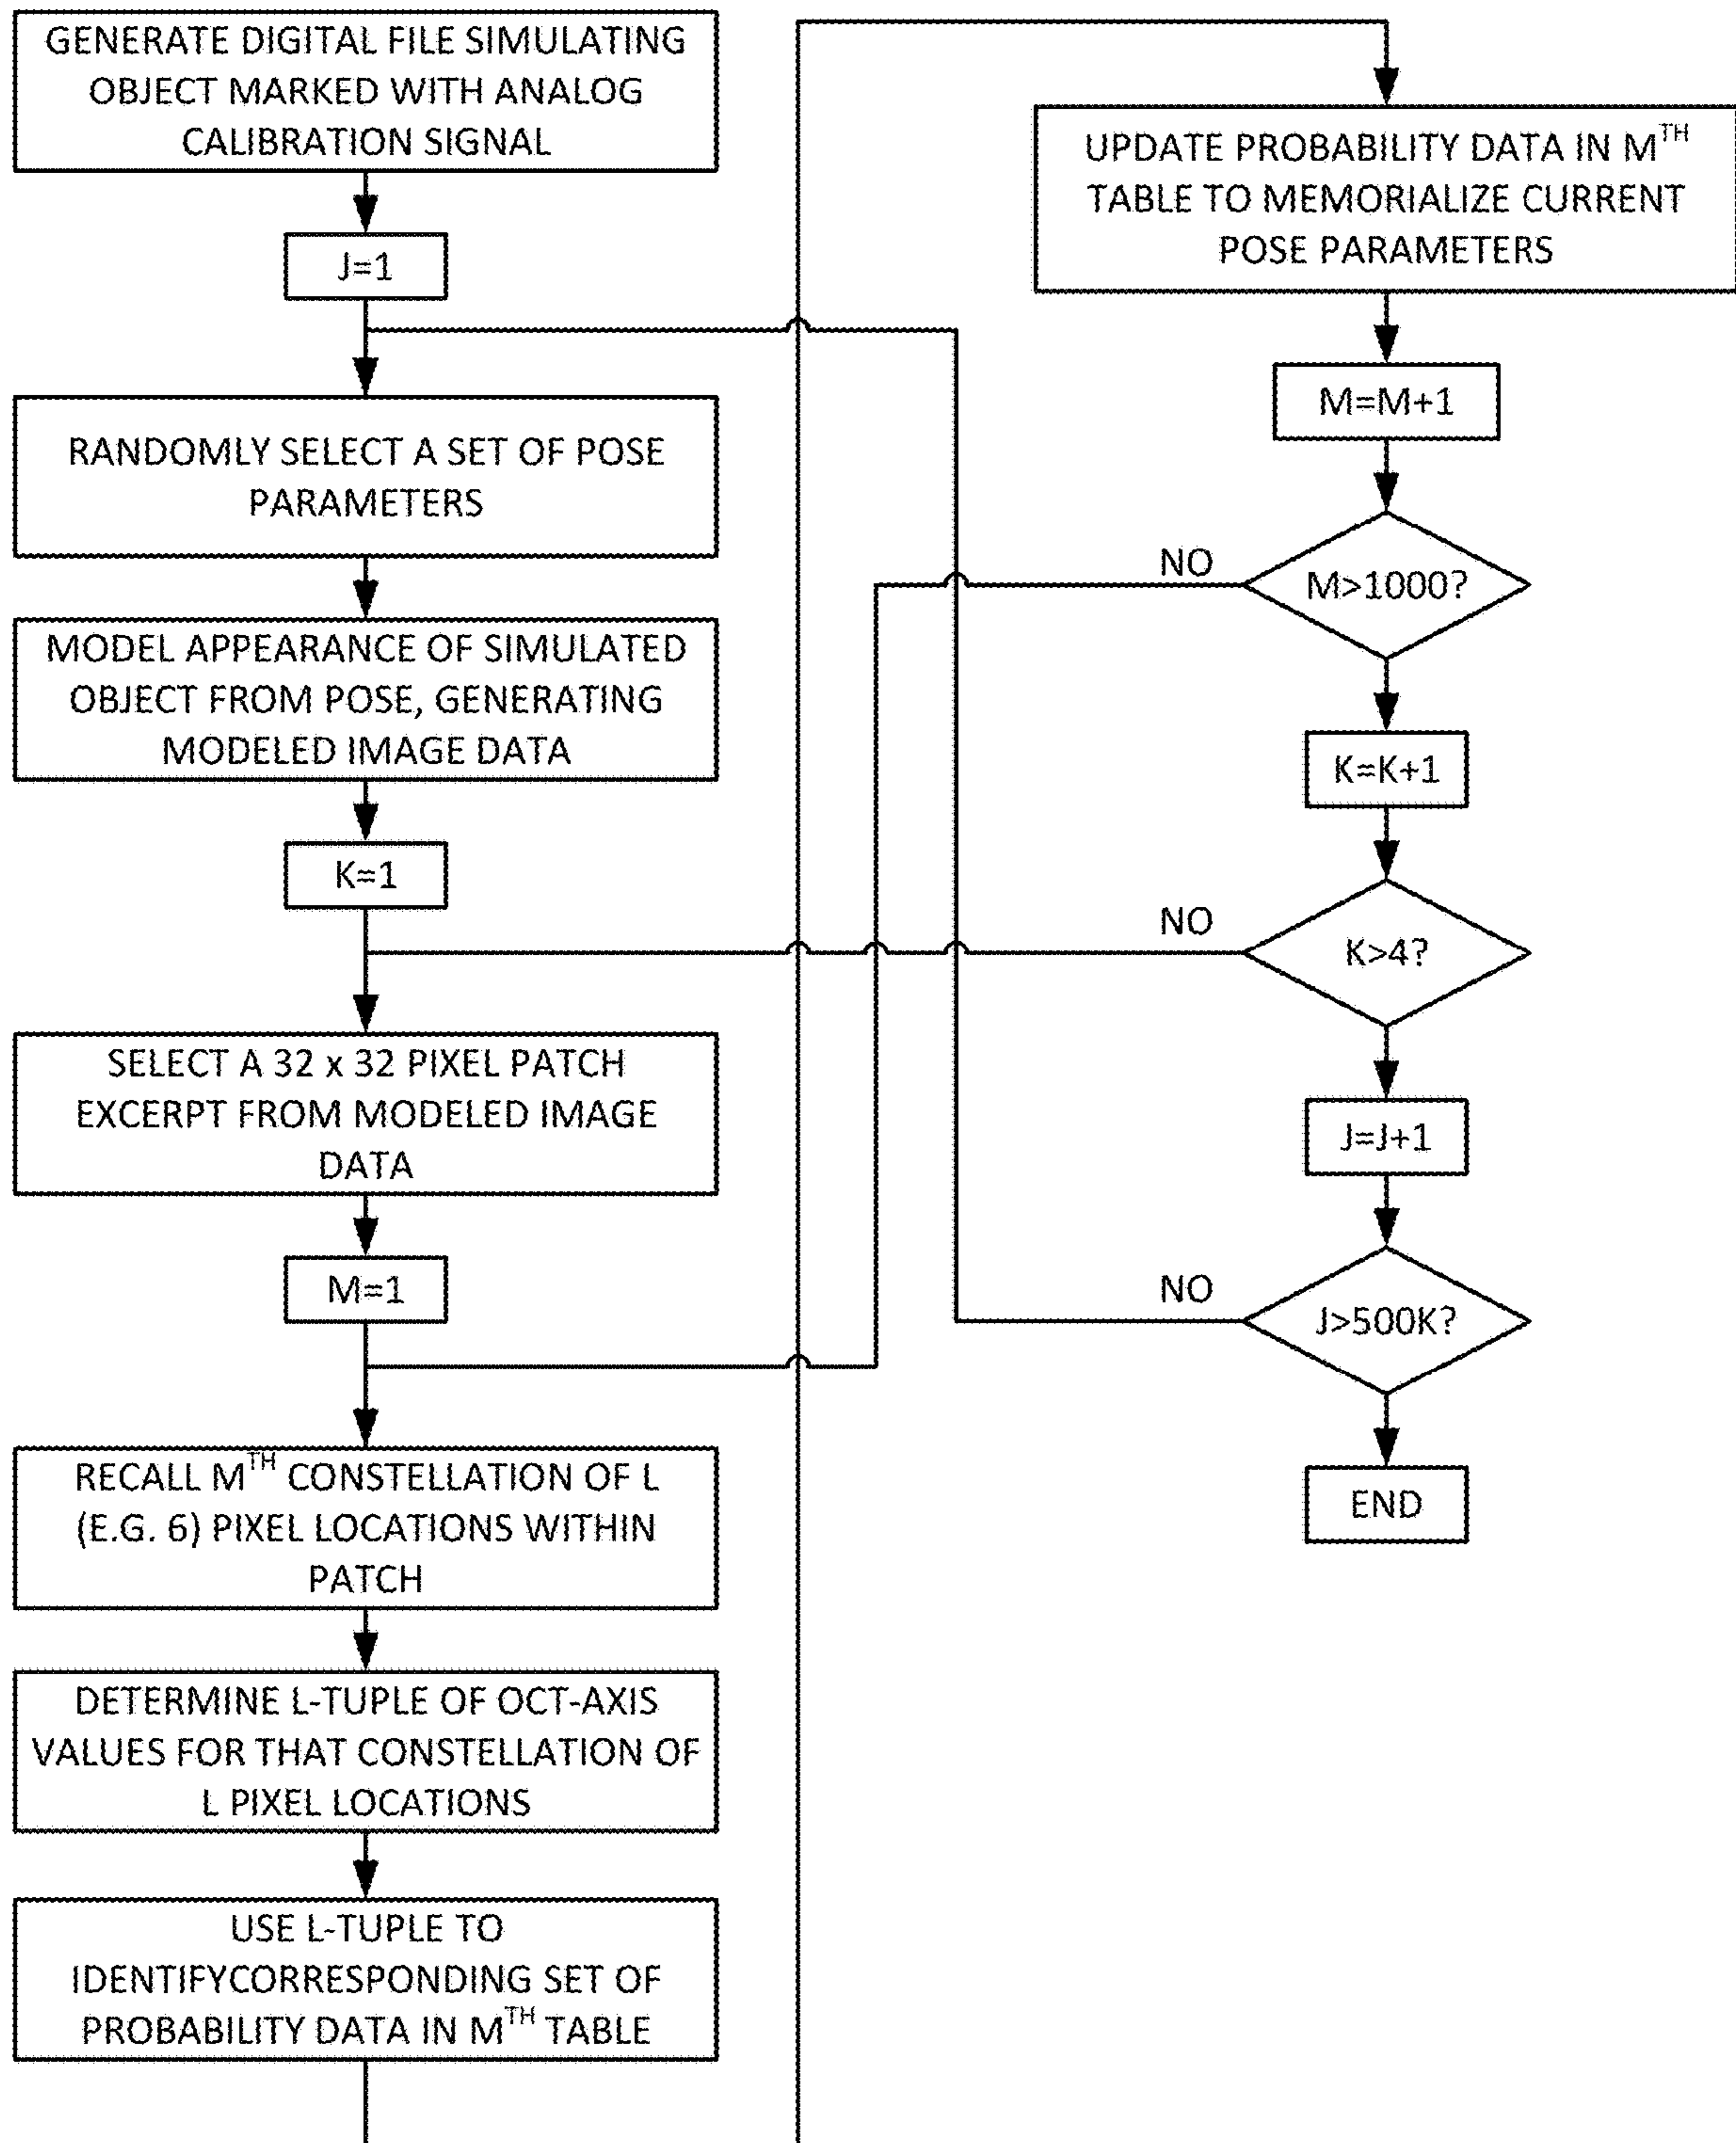 GENERATE DIGITAL FILE SIMULATING
OBJECT MARKED WITH ANALOG
CALIBRATION SIGNAL
J=1
RANDOMLY SELECT A SET OF POSE
PARAMETERS
MODEL APPEARANCE OF SIMULATED
OBJECT FROM POSE, GENERATING
MODELED IMAGE DATA
K=1
SELECT A 32 x 32 PIXEL PATCH
EXCERPT FROM MODELED IMAGE
DATA
M=1
RECALL M^TH CONSTELLATION OF L
(E.G. 6) PIXEL LOCATIONS WITHIN
PATCH
DETERMINE L-TUPLE OF OCT-AXIS
VALUES FOR THAT CONSTELLATION OF
L PIXEL LOCATIONS
USE L-TUPLE TO
IDENTIFYCORRESPONDING SET OF
PROBABILITY DATA IN M^TH TABLE
UPDATE PROBABILITY DATA IN M^TH
TABLE TO MEMORIALIZE CURRENT
POSE PARAMETERS
M=M+1
NO
M>1000?
K=K+1
NO
K>4?
J=J+1
NO
J>500K?
END